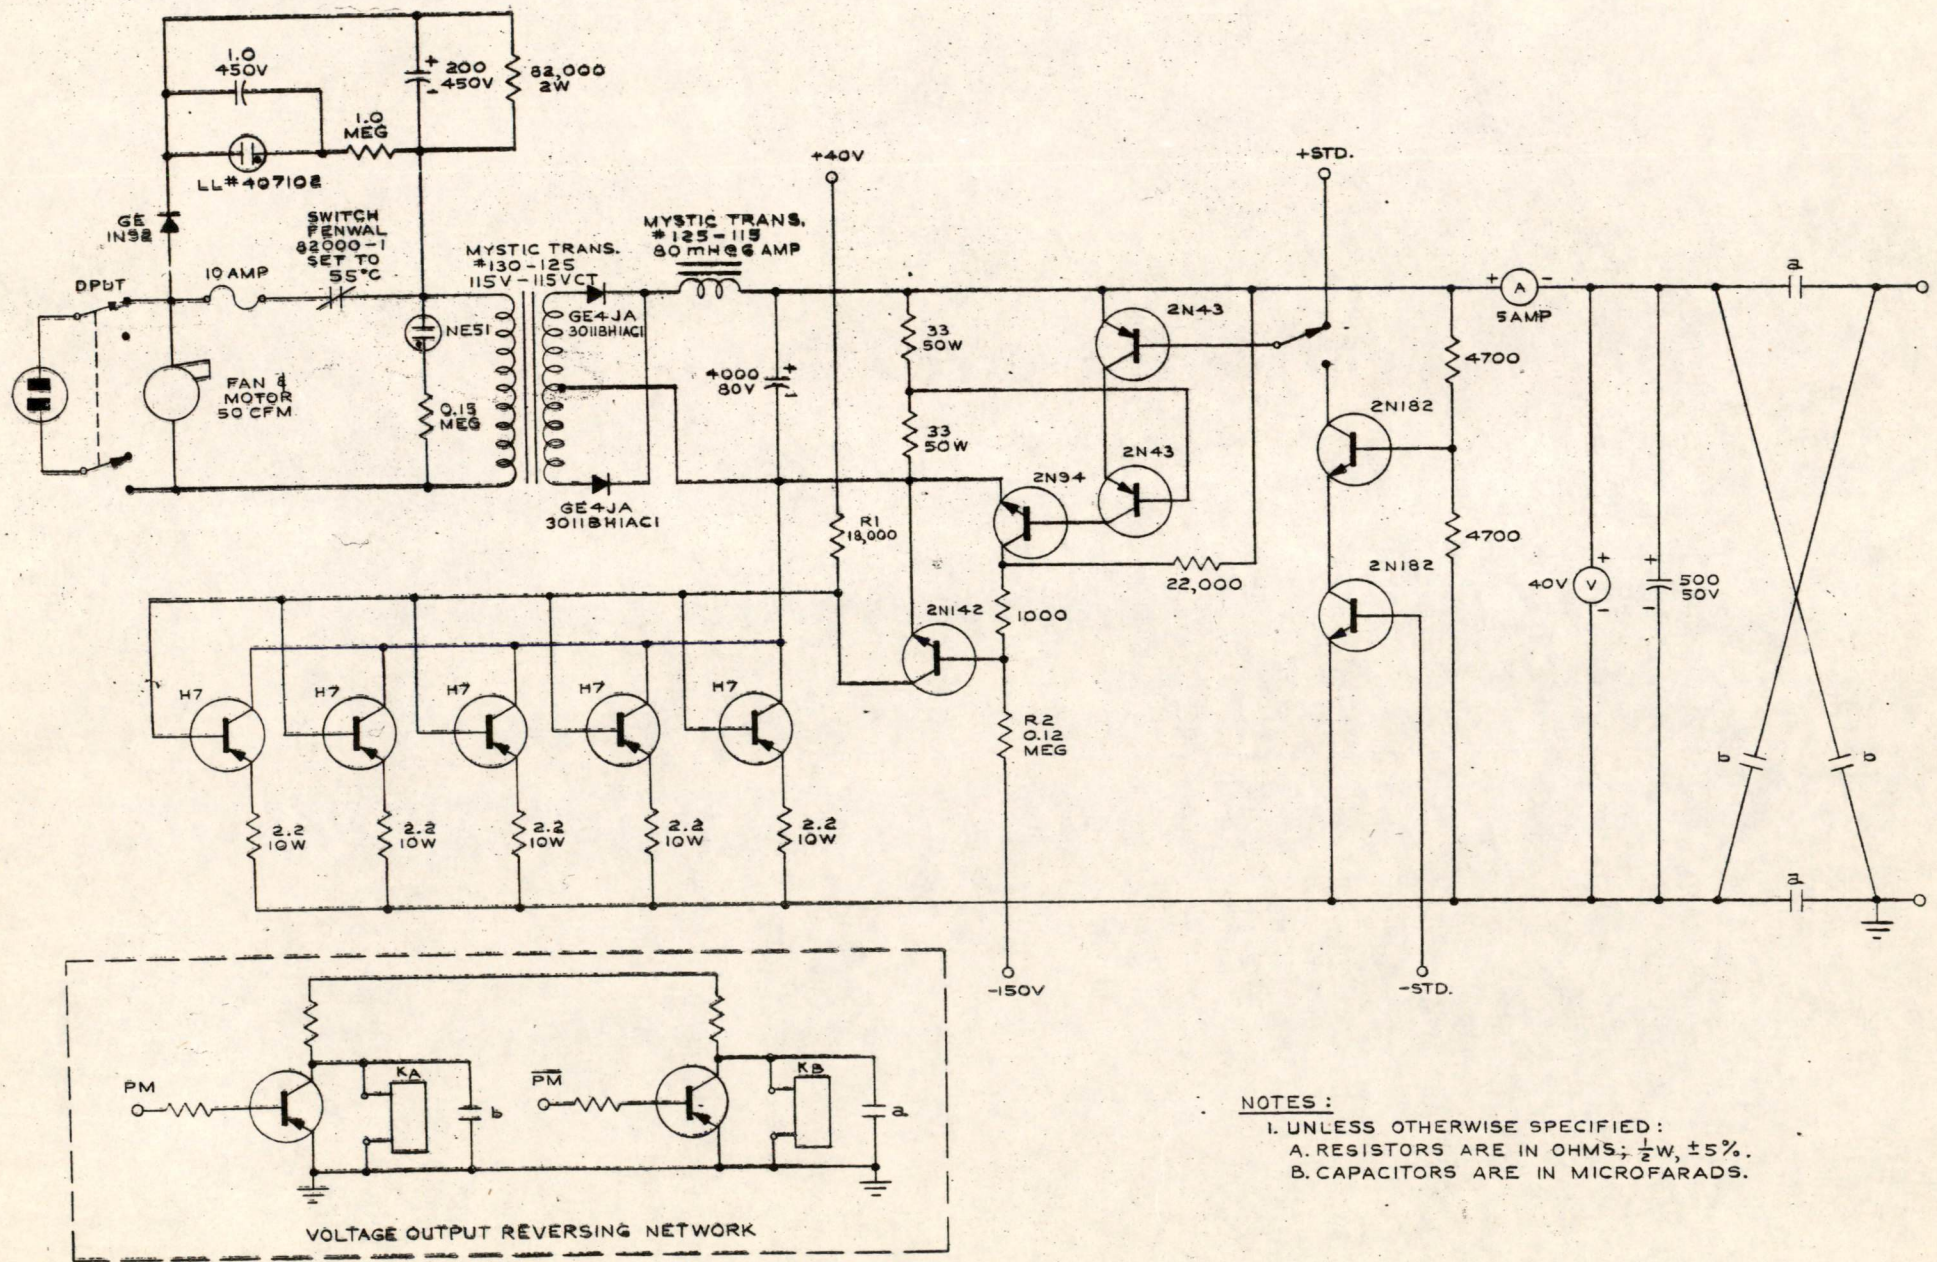 1.0
450V
+
200
450V
-
82,000
2W
1.0
MEG
LL#407102
GE
1N92
SWITCH
FENWAL
82000-1
SET TO
55°C
10 AMP
DPDT
FAN &
MOTOR
50 CFM
NE51
0.15
MEG
MYSTIC TRANS.
#130-125
115V-115VCT
GE4JA
3011BH1AC1
GE4JA
3011BH1AC1
MYSTIC TRANS.
#125-115
80mH@6 AMP
4000
80V
+
-
+40V
33
50W
33
50W
R1
18,000
2N43
2N43
2N94
22,000
2N142
1000
R2
0.12
MEG
-150V
+STD.
2N182
2N182
-STD.
4700
4700
+ A -
5 AMP
40V
+
V
-
+
500
50V
-
a
b
b
a
H7
H7
H7
H7
H7
2.2
10W
2.2
10W
2.2
10W
2.2
10W
2.2
10W
PM
KA
b
P̅M̅
KB
a
VOLTAGE OUTPUT REVERSING NETWORK
NOTES:
1. UNLESS OTHERWISE SPECIFIED:
A. RESISTORS ARE IN OHMS; ½W, ±5%.
B. CAPACITORS ARE IN MICROFARADS.